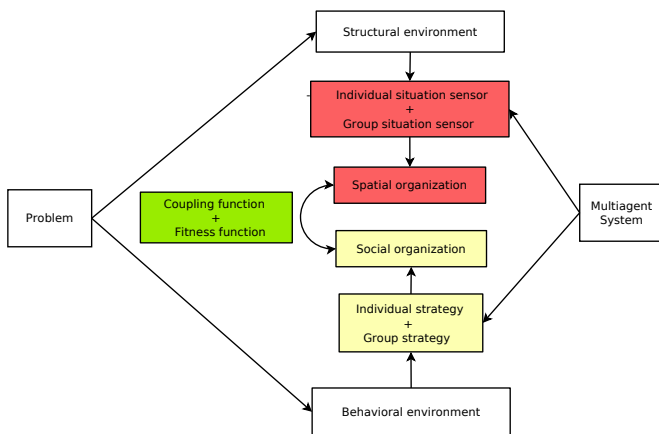 Structural environment
Individual situation sensor
+
Group situation sensor
Spatial organization
Coupling function
+
Fitness function
Problem
Multiagent
System
Social organization
Individual strategy
+
Group strategy
Behavioral environment